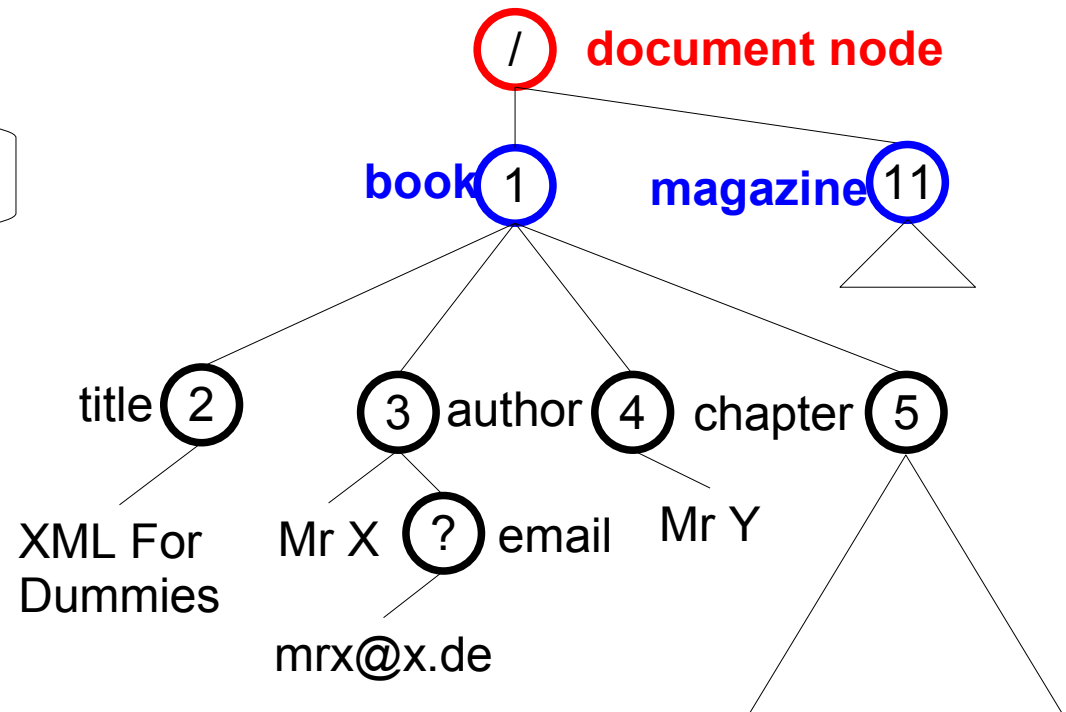 / document node
book 1 magazine 11
title 2 3 author 4 chapter 5
XML For
Dummies
Mr X ? email Mr Y
mrx@x.de